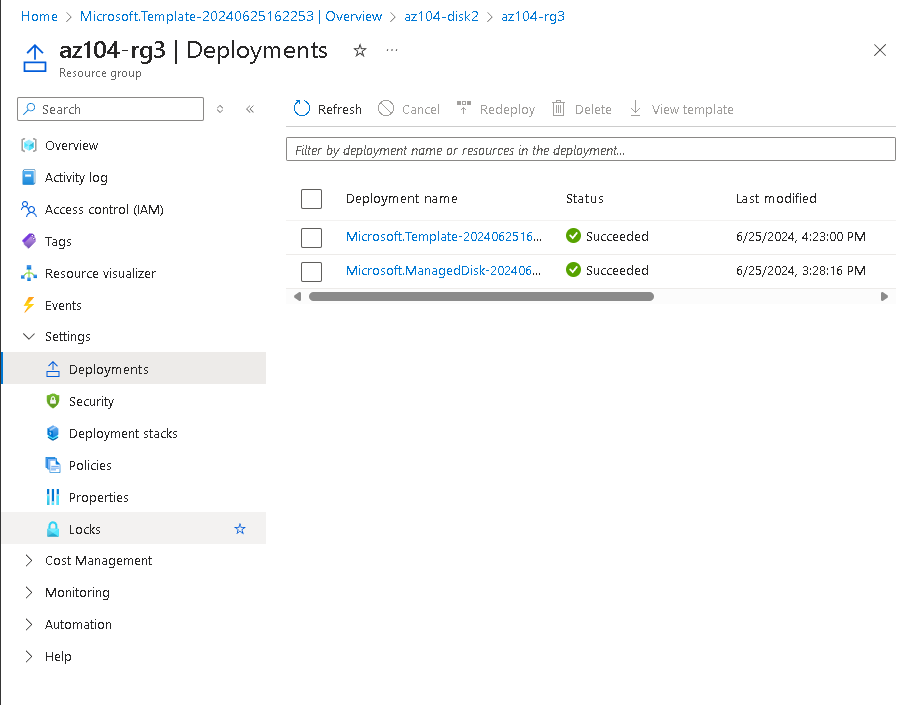 Home > Microsoft.Template-20240625162253 | Overview > az104-disk2 > az104-rg3
az104-rg3 | Deployments
Resource group
Search
Refresh Cancel Redeploy Delete View template
Overview
Filter by deployment name or resources in the deployment...
Activity log
Deployment name Status Last modified
Access control (IAM)
Microsoft.Template-2024062516... Succeeded 6/25/2024, 4:23:00 PM
Tags
Microsoft.ManagedDisk-202406... Succeeded 6/25/2024, 3:28:16 PM
Resource visualizer
Events
Settings
Deployments
Security
Deployment stacks
Policies
Properties
Locks
Cost Management
Monitoring
Automation
Help